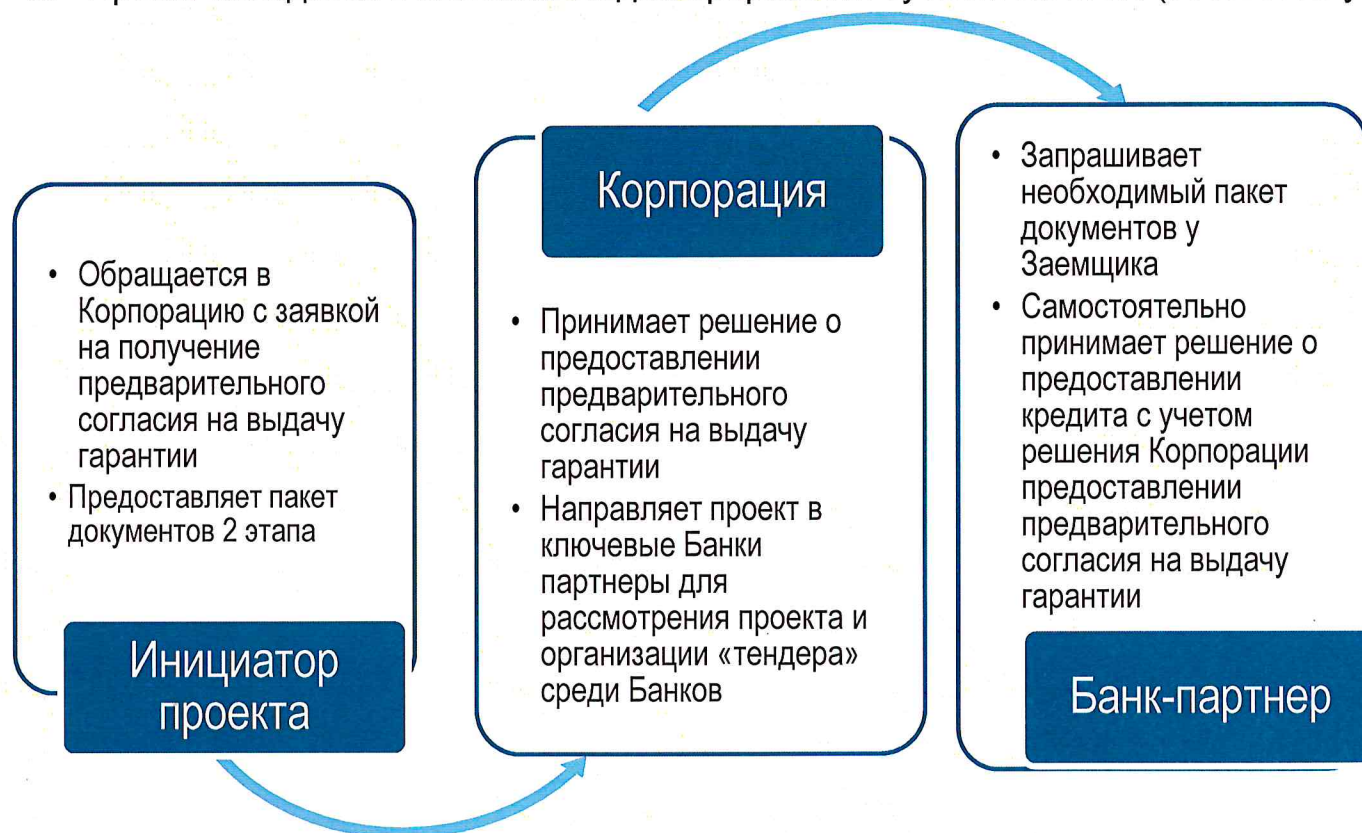 • Обращается в
Корпорацию с заявкой
на получение
предварительного
согласия на выдачу
гарантии
• Предоставляет пакет
документов 2 этапа
Инициатор
проекта
Корпорация
• Принимает решение о
предоставлении
предварительного
согласия на выдачу
гарантии
• Направляет проект в
ключевые Банки
партнеры для
рассмотрения проекта и
организации «тендера»
среди Банков
• Запрашивает
необходимый пакет
документов у
Заемщика
• Самостоятельно
принимает решение о
предоставлении
кредита с учетом
решения Корпорации
предоставлении
предварительного
согласия на выдачу
гарантии
Банк-партнер